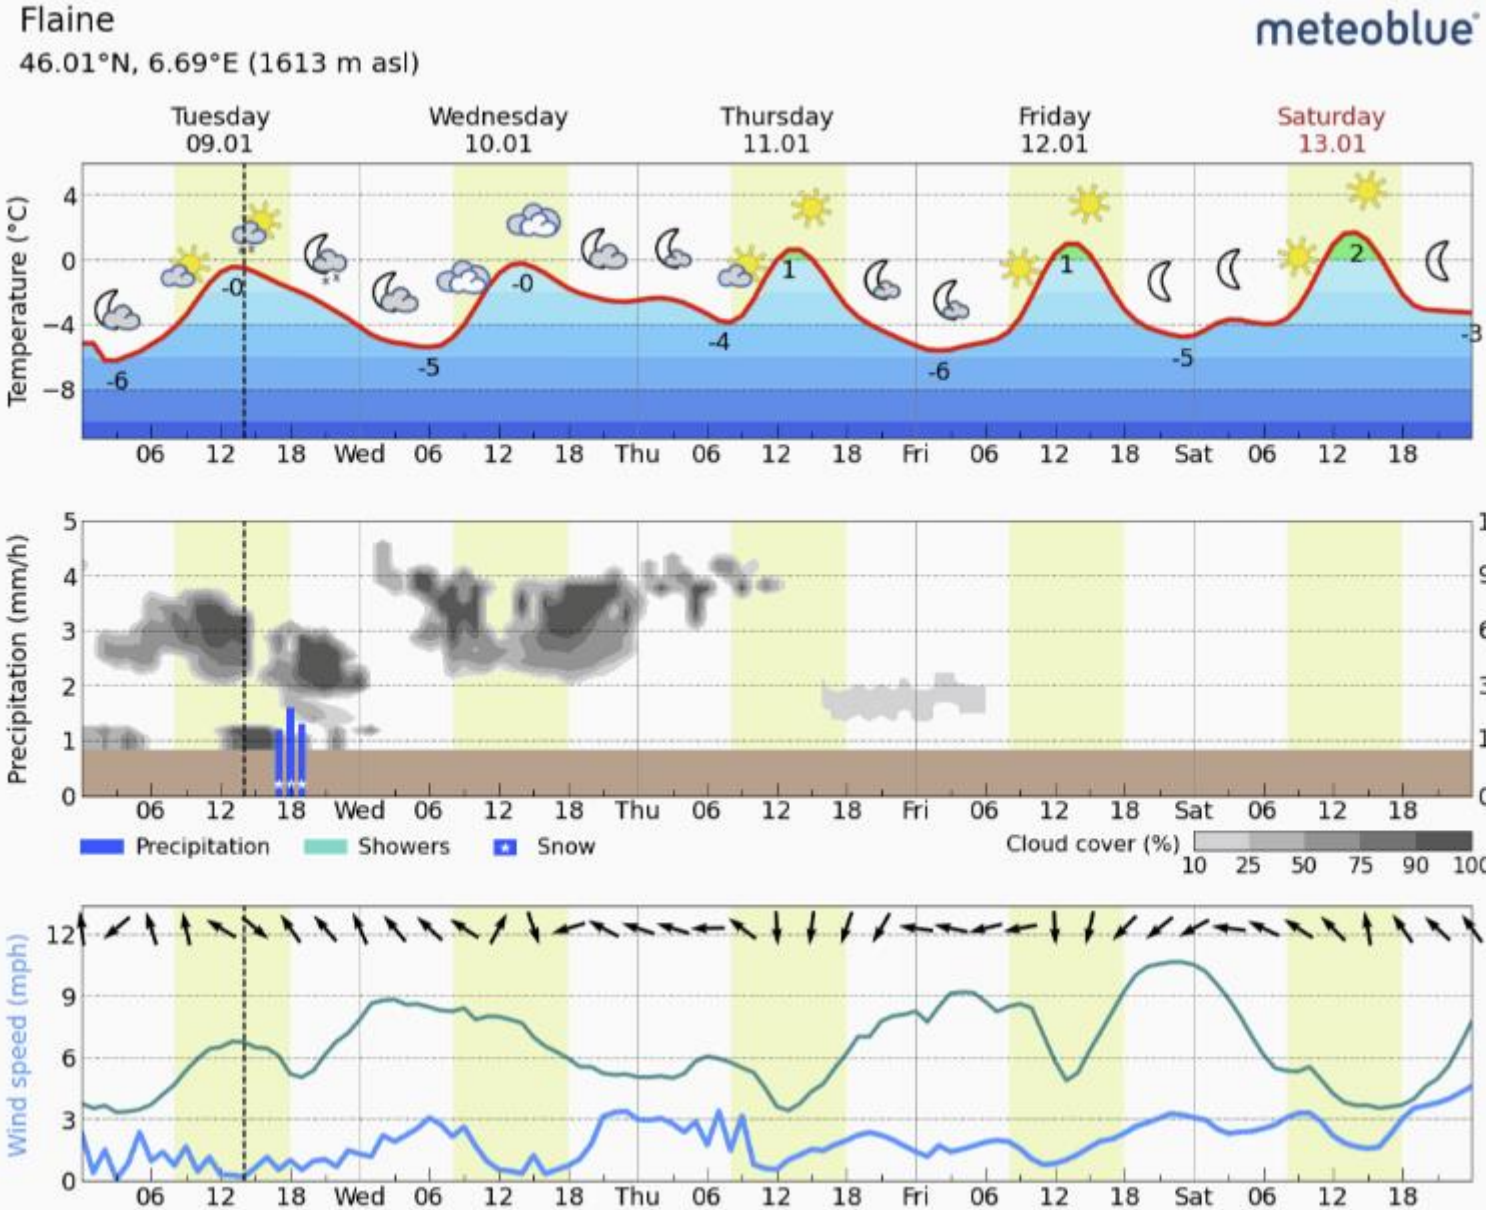 Flaine
meteoblue
46.01°N, 6.69°E (1613 m asl)
Tuesday Wednesday Thursday Friday Saturday
09.01 10.01 11.01 12.01 13.01
Temperature (°C)
4
0
−4
−8
-0 -0 1 1 2
-6 -5 -4 -6 -5 -3
06 12 18 Wed 06 12 18 Thu 06 12 18 Fri 06 12 18 Sat 06 12 18
Precipitation (mm/h)
5
4
3
2
1
0
06 12 18 Wed 06 12 18 Thu 06 12 18 Fri 06 12 18 Sat 06 12 18
Precipitation Showers Snow Cloud cover (%)
10 25 50 75 90 100
Wind speed (mph)
12
9
6
3
0
06 12 18 Wed 06 12 18 Thu 06 12 18 Fri 06 12 18 Sat 06 12 18